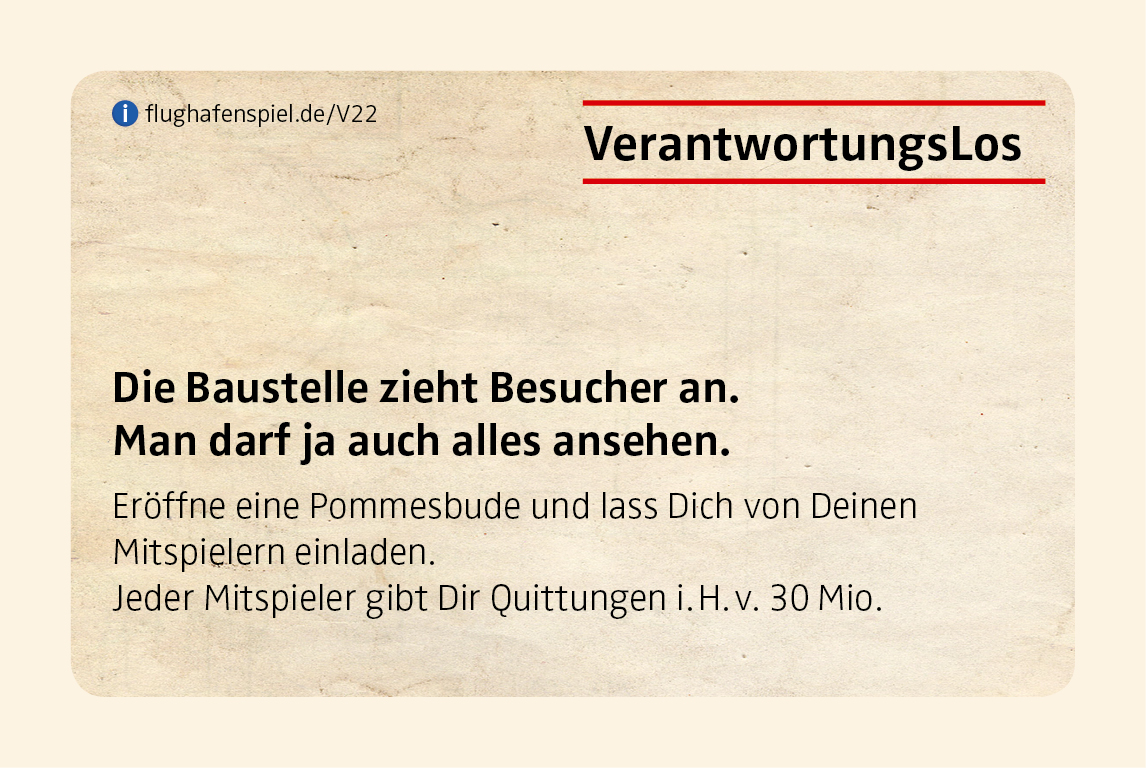 flughafenspiel.de/V22
VerantwortungsLos
Die Baustelle zieht Besucher an.
Man darf ja auch alles ansehen.
Eröffne eine Pommesbude und lass Dich von Deinen
Mitspielern einladen.
Jeder Mitspieler gibt Dir Quittungen i.H.v. 30 Mio.